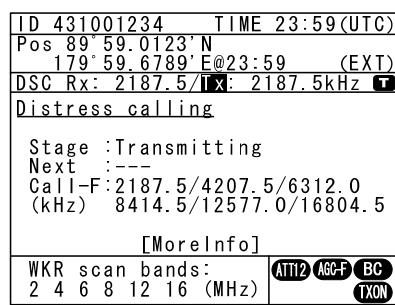 ID 431001234 TIME 23:59(UTC)
Pos 89°59.0123'N
179°59.6789'E@23:59 (EXT)
DSC Rx: 2187.5/Tx: 2187.5kHz T
Distress calling
Stage :Transmitting
Next :---
Call-F:2187.5/4207.5/6312.0
(kHz) 8414.5/12577.0/16804.5
[MoreInfo]
WKR scan bands: ATT12 AGC-F BC
2 4 6 8 12 16 (MHz) TXON